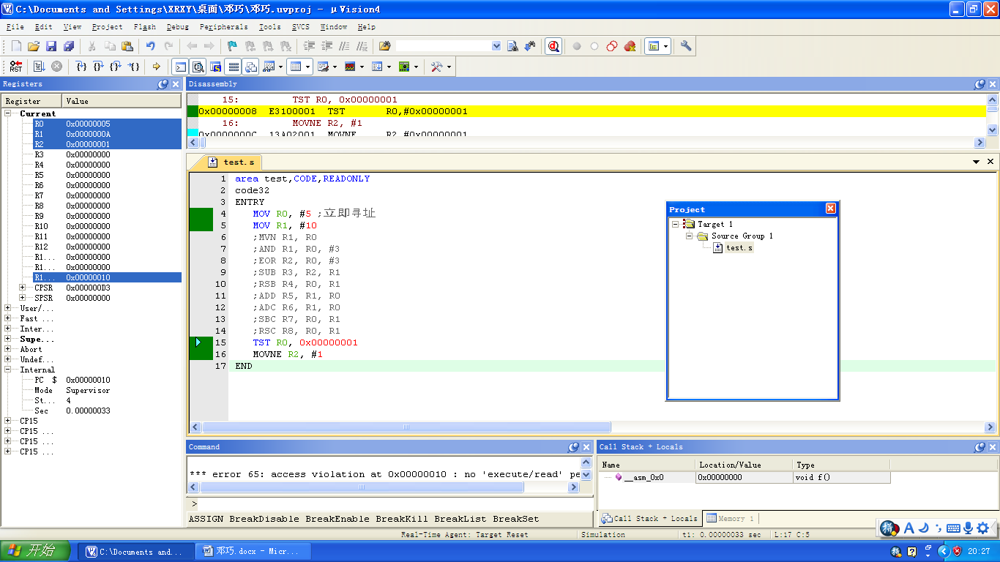 C:\Documents and Settings\XRXY\桌面\邓巧\邓巧.uvproj - µVision4
File Edit View Project Flash Debug Peripherals Tools SVCS Window Help
RST
Registers
Register Value
Current
R0 0x00000005
R1 0x0000000A
R2 0x00000001
R3 0x00000000
R4 0x00000000
R5 0x00000000
R6 0x00000000
R7 0x00000000
R8 0x00000000
R9 0x00000000
R10 0x00000000
R11 0x00000000
R12 0x00000000
R1... 0x00000000
R1... 0x00000000
R1... 0x00000010
CPSR 0x000000D3
SPSR 0x00000000
User/...
Fast ...
Inter...
Supe...
Abort
Undef...
Internal
PC $ 0x00000010
Mode Supervisor
St... 4
Sec 0.00000033
CP15
CP15 ...
CP15 ...
CP15 ...
Disassembly
15: TST R0, 0x00000001
0x00000008 E3100001 TST R0,#0x00000001
16: MOVNE R2, #1
0x0000000C 13A02001 MOVNE R2,#0x00000001
test.s
1 area test,CODE,READONLY
2 code32
3 ENTRY
4 MOV R0, #5 ;立即寻址
5 MOV R1, #10
6 ;MVN R1, R0
7 ;AND R1, R0, #3
8 ;EOR R2, R0, #3
9 ;SUB R3, R2, R1
10 ;RSB R4, R0, R1
11 ;ADD R5, R1, R0
12 ;ADC R6, R1, R0
13 ;SBC R7, R0, R1
14 ;RSC R8, R0, R1
15 TST R0, 0x00000001
16 MOVNE R2, #1
17 END
Project
Target 1
Source Group 1
test.s
Command
*** error 65: access violation at 0x00000010 : no 'execute/read' pe
>
ASSIGN BreakDisable BreakEnable BreakKill BreakList BreakSet
Call Stack + Locals
Name Location/Value Type
__asm_0x0 0x00000000 void f()
Call Stack + Locals Memory 1
Real-Time Agent: Target Reset Simulation t1: 0.00000033 sec L:17 C:5
开始 C:\Documents and... 邓巧.docx - Micr... 20:27